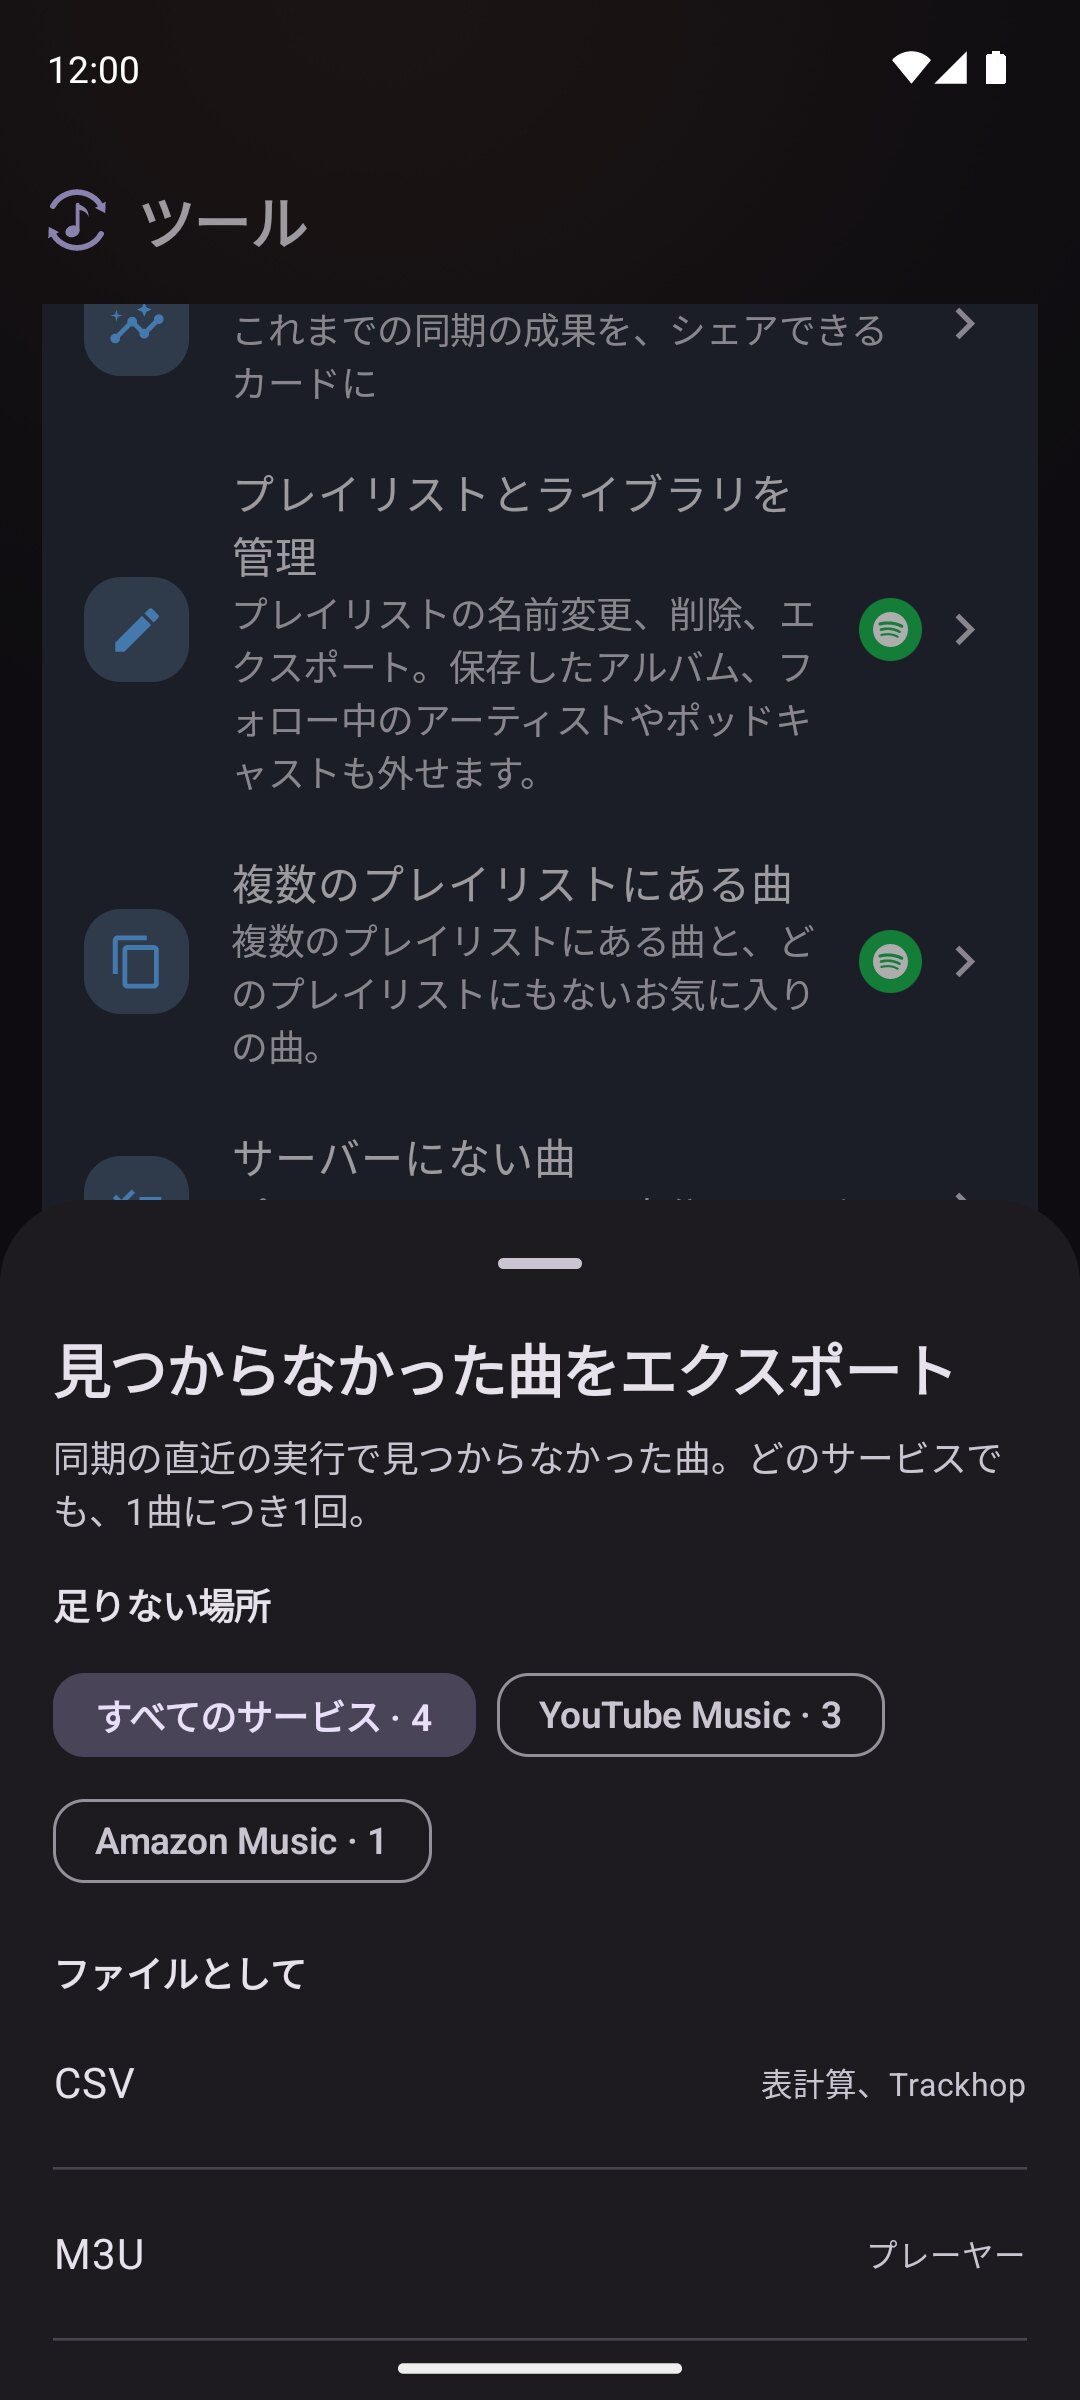 12:00
ツール
これまでの同期の成果を、シェアできる
カードに
プレイリストとライブラリを
管理
プレイリストの名前変更、削除、エ
クスポート。保存したアルバム、フ
ォロー中のアーティストやポッドキ
ャストも外せます。
複数のプレイリストにある曲
複数のプレイリストにある曲と、ど
のプレイリストにもないお気に入り
の曲。
サーバーにない曲
見つからなかった曲をエクスポート
同期の直近の実行で見つからなかった曲。どのサービスで
も、1曲につき1回。
足りない場所
すべてのサービス · 4
YouTube Music · 3
Amazon Music · 1
ファイルとして
CSV
表計算、Trackhop
M3U
プレーヤー